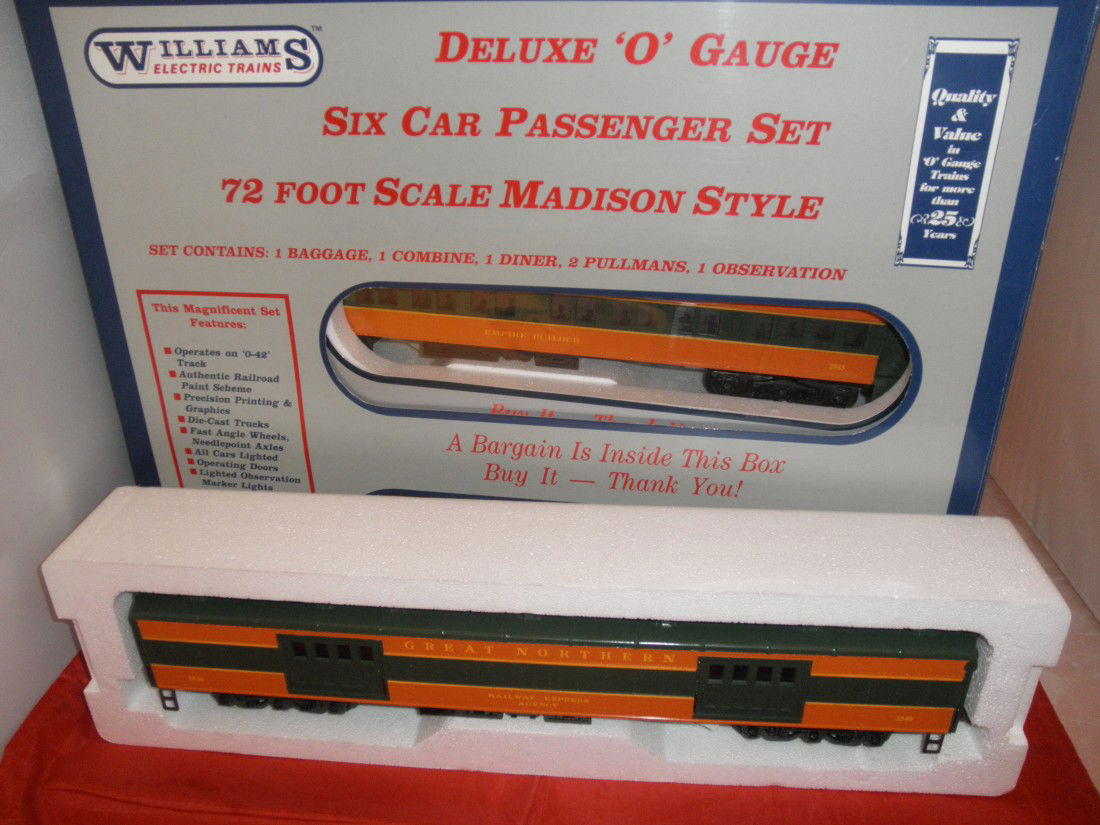 WILLIAMS
ELECTRIC TRAINS
™
DELUXE 'O' GAUGE
SIX CAR PASSENGER SET
72 FOOT SCALE MADISON STYLE
SET CONTAINS: 1 BAGGAGE, 1 COMBINE, 1 DINER, 2 PULLMANS, 1 OBSERVATION
Quality
&
Value
in
'O' Gauge
Trains
for more
than
25
Years
This Magnificent Set
Features:
Operates on '0-42'
Track
Authentic Railroad
Paint Scheme
Precision Printing &
Graphics
Die-Cast Trucks
Fast Angle Wheels,
Needlepoint Axles
All Cars Lighted
Operating Doors
Lighted Observation
Marker Lights
EMPIRE BUILDER
A Bargain Is Inside This Box
Buy It — Thank You!
GREAT NORTHERN
RAILWAY EXPRESS
AGENCY
2540